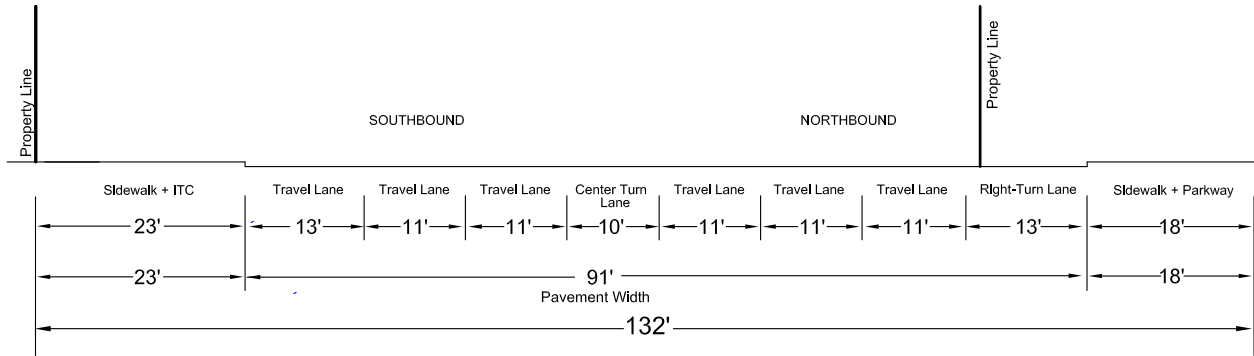 Property Line
Property Line
SOUTHBOUND
NORTHBOUND
Sidewalk + ITC
Travel Lane
Travel Lane
Travel Lane
Center Turn
Lane
Travel Lane
Travel Lane
Travel Lane
Right-Turn Lane
Sidewalk + Parkway
23' 13' 11' 11' 10' 11' 11' 11' 13' 18'
23' 91' 18'
Pavement Width
132'